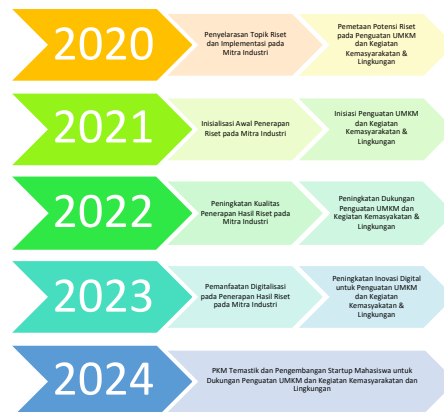 2020
Penyelarasan Topik Riset
dan Implementasi pada
Mitra Industri
Pemetaan Potensi Riset
pada Penguatan UMKM
dan Kegiatan
Kemasyarakatan &
Lingkungan
2021
Inisialisasi Awal Penerapan
Riset pada Mitra Industri
Inisiasi Penguatan UMKM
dan Kegiatan
Kemasyarakatan &
Lingkungan
2022
Peningkatan Kualitas
Penerapan Hasil Riset pada
Mitra Industri
Peningkatan Dukungan
Penguatan UMKM dan
Kegiatan Kemasyakatan &
Lingkungan
2023
Pemanfaatan Digitalisasi
pada Penerapan Hasil Riset
pada Mitra Industri
Peningkatan Inovasi Digital
untuk Penguatan UMKM
dan Kegiatan
Kemasyarakatan &
Lingkungan
2024
PKM Temastik dan Pengembangan Startup Mahasiswa untuk
Dukungan Penguatan UMKM dan Kegiatan Kemasyarakatan dan
Lingkungan